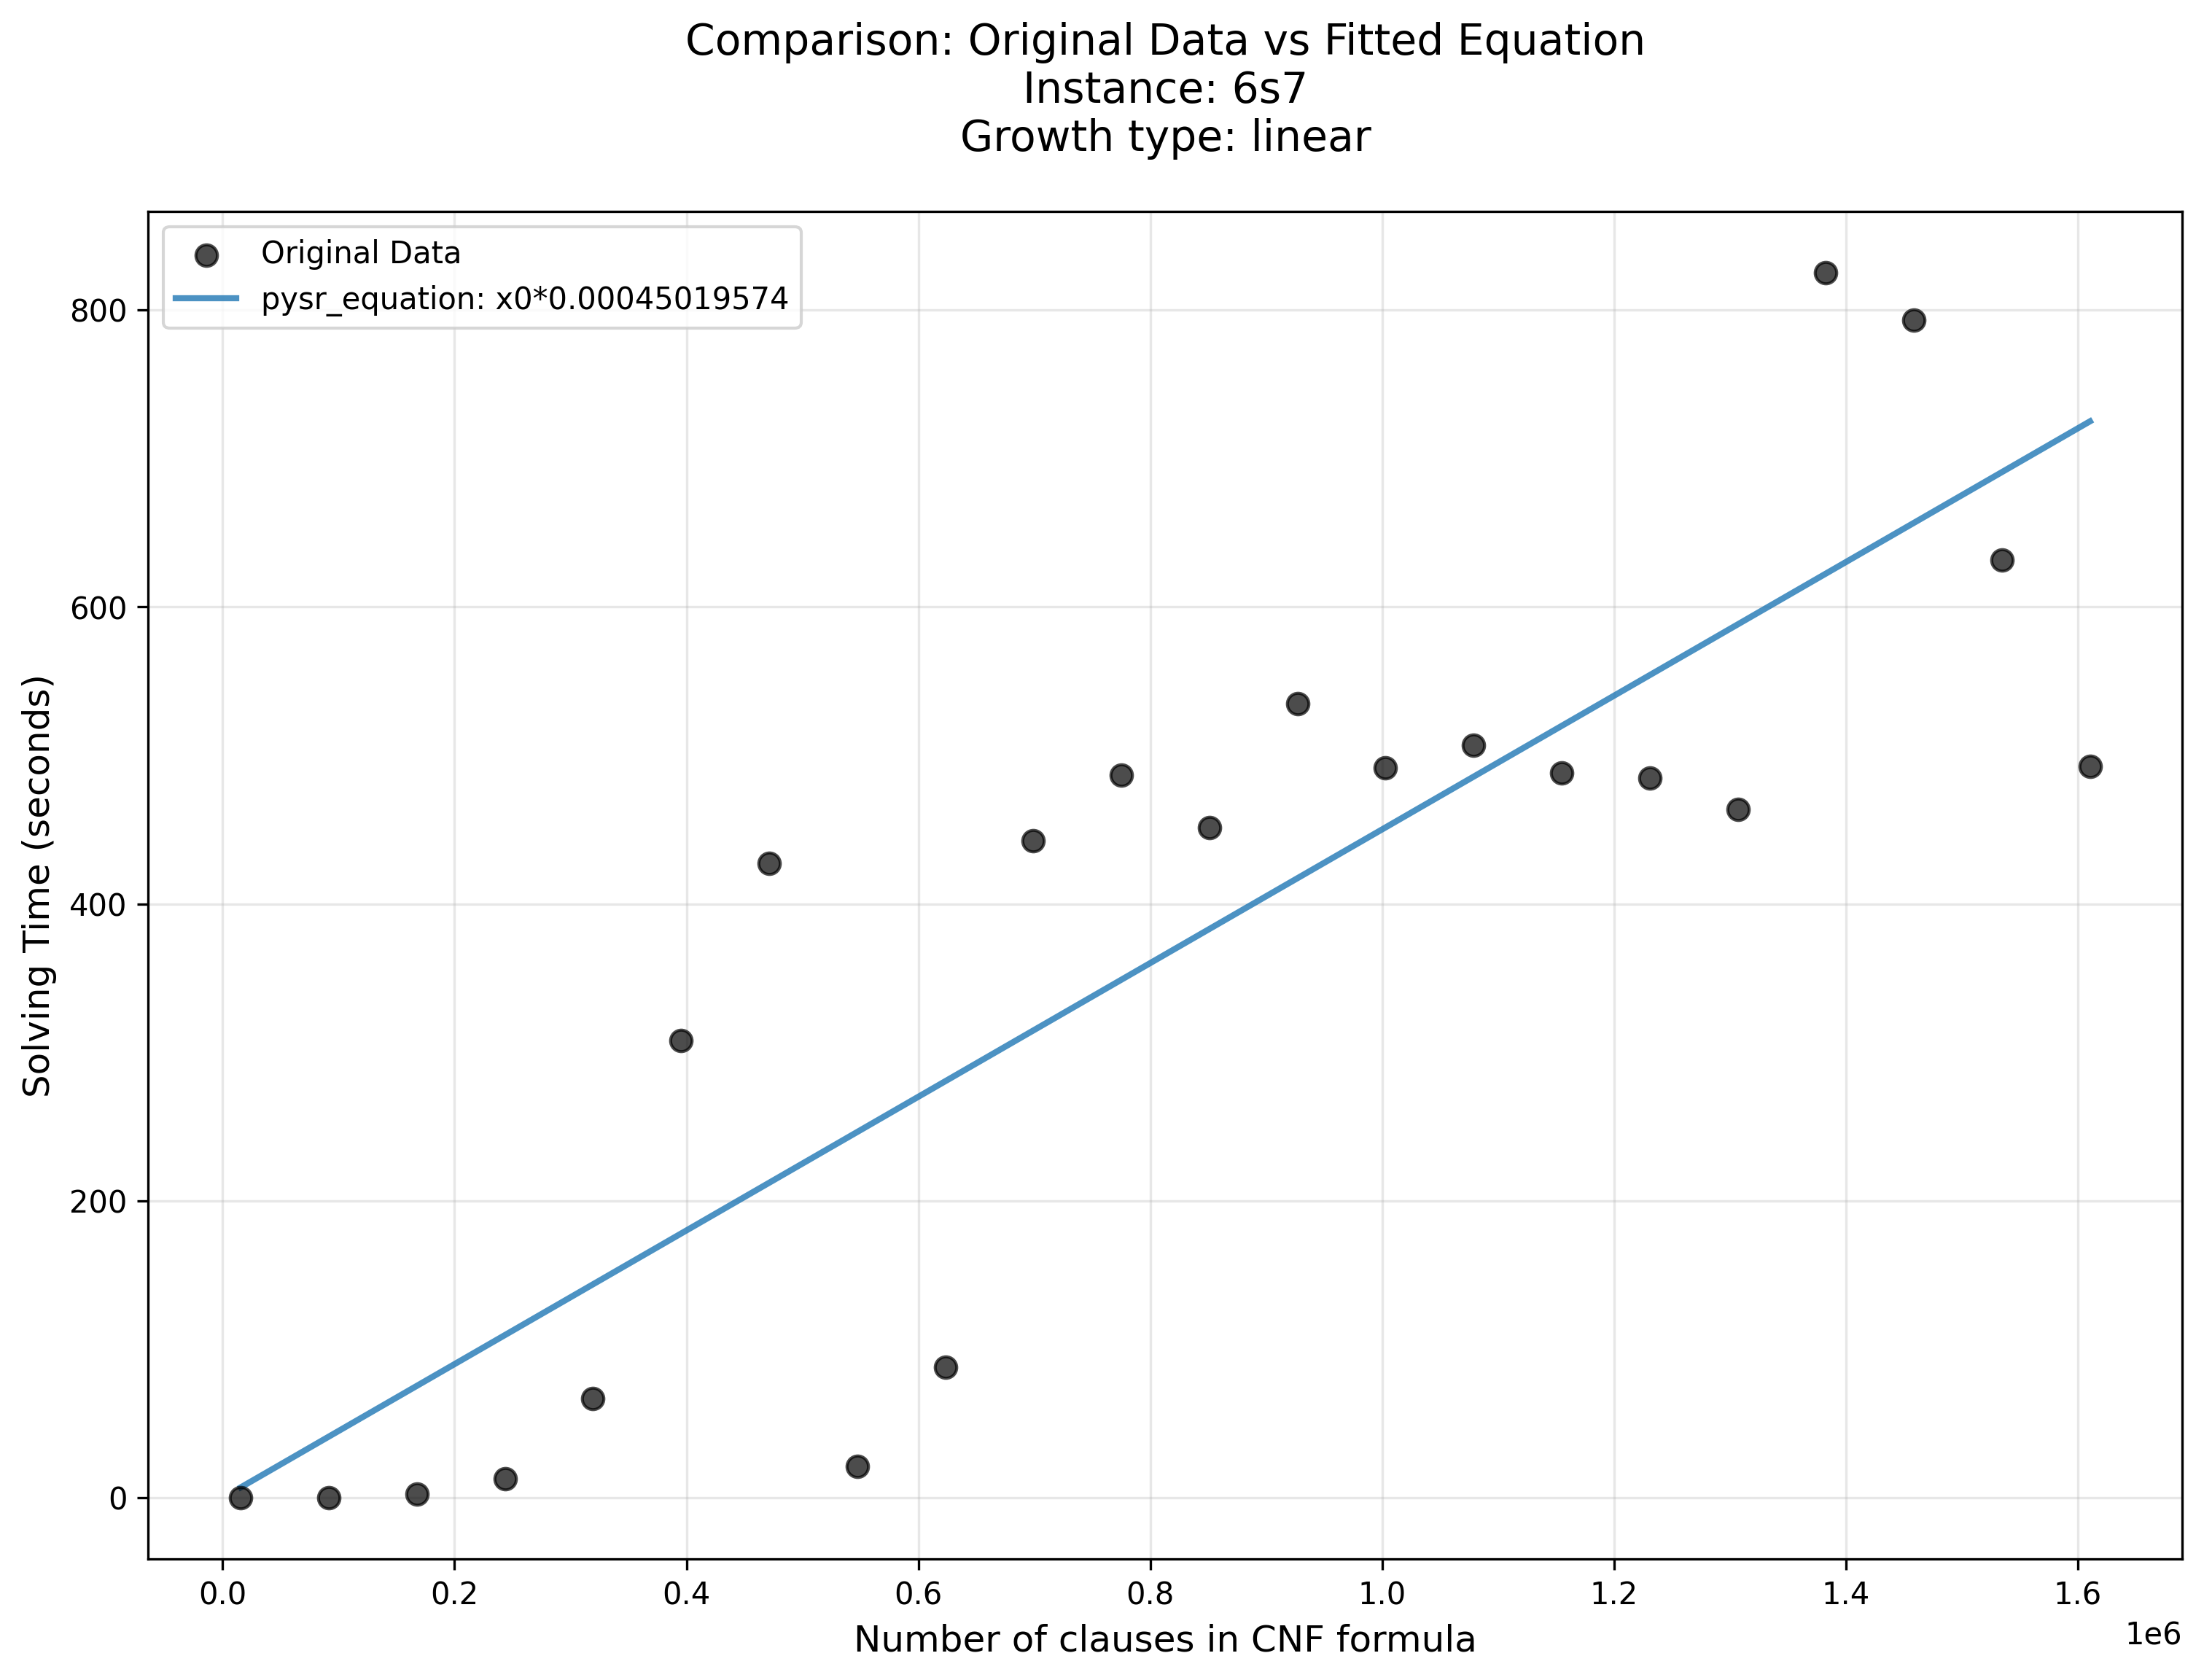 Comparison: Original Data vs Fitted Equation
Instance: 6s7
Growth type: linear
Original Data
pysr_equation: x0*0.00045019574
800
600
400
200
0
Solving Time (seconds)
0.0 0.2 0.4 0.6 0.8 1.0 1.2 1.4 1.6
1e6
Number of clauses in CNF formula